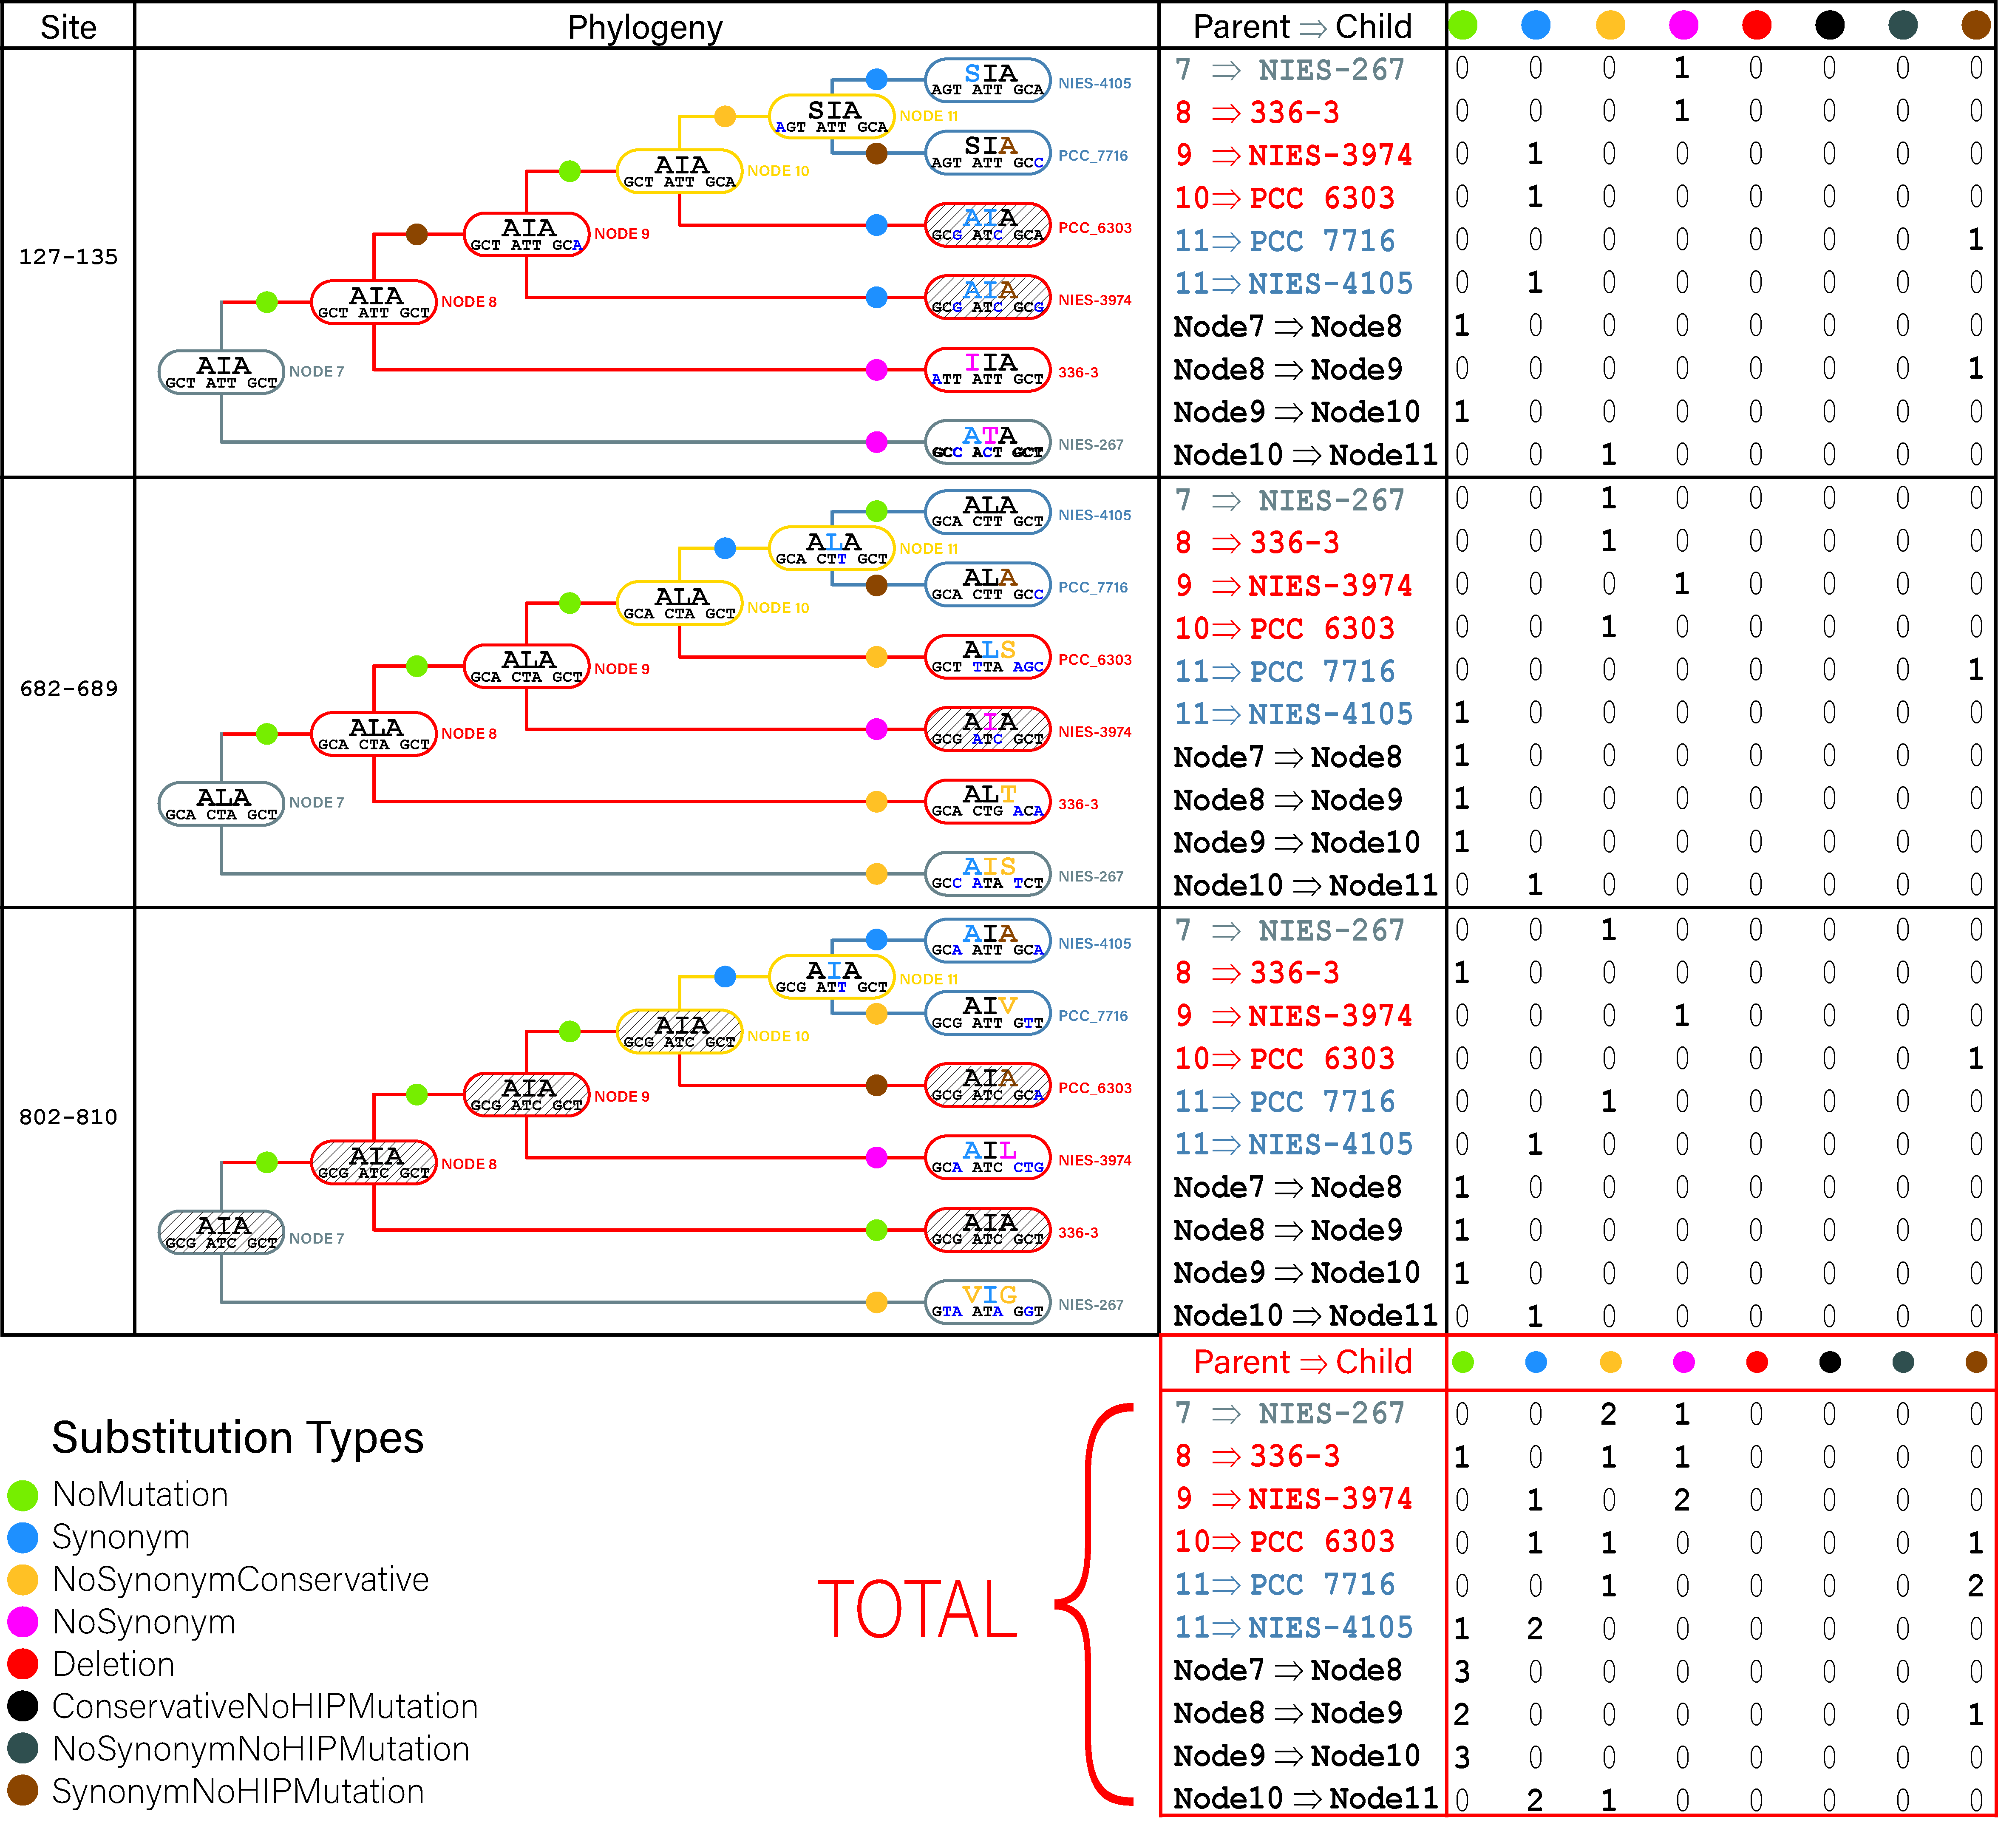 Site Phylogeny Parent ⇒ Child
127-135
SIA
AGT ATT GCA
NIES-4105
SIA
AGT ATT GCA
NODE 11
SIA
AGT ATT GCC
PCC_7716
AIA
GCT ATT GCA
NODE 10
AIA
GCG ATC GCA
PCC_6303
AIA
GCT ATT GCA
NODE 9
AIA
GCG ATC GCG
NIES-3974
AIA
GCT ATT GCT
NODE 8
IIA
ATT ATT GCT
336-3
AIA
GCT ATT GCT
NODE 7
ATA
GCC ACT GCT
NIES-267
7 ⇒ NIES-267 0 0 0 1 0 0 0 0
8 ⇒ 336-3 0 0 0 1 0 0 0 0
9 ⇒ NIES-3974 0 1 0 0 0 0 0 0
10⇒ PCC 6303 0 1 0 0 0 0 0 0
11⇒ PCC 7716 0 0 0 0 0 0 0 1
11⇒ NIES-4105 0 1 0 0 0 0 0 0
Node7 ⇒ Node8 1 0 0 0 0 0 0 0
Node8 ⇒ Node9 0 0 0 0 0 0 0 1
Node9 ⇒ Node10 1 0 0 0 0 0 0 0
Node10 ⇒ Node11 0 0 1 0 0 0 0 0
682-689
ALA
GCA CTT GCT
NIES-4105
ALA
GCA CTT GCT
NODE 11
ALA
GCA CTT GCC
PCC_7716
ALA
GCA CTA GCT
NODE 10
ALS
GCT TTA AGC
PCC_6303
ALA
GCA CTA GCT
NODE 9
AIA
GCG ATC GCT
NIES-3974
ALA
GCA CTA GCT
NODE 8
ALT
GCA CTG ACA
336-3
ALA
GCA CTA GCT
NODE 7
AIS
GCC ATA TCT
NIES-267
7 ⇒ NIES-267 0 0 1 0 0 0 0 0
8 ⇒ 336-3 0 0 1 0 0 0 0 0
9 ⇒ NIES-3974 0 0 0 1 0 0 0 0
10⇒ PCC 6303 0 0 1 0 0 0 0 0
11⇒ PCC 7716 0 0 0 0 0 0 0 1
11⇒ NIES-4105 1 0 0 0 0 0 0 0
Node7 ⇒ Node8 1 0 0 0 0 0 0 0
Node8 ⇒ Node9 1 0 0 0 0 0 0 0
Node9 ⇒ Node10 1 0 0 0 0 0 0 0
Node10 ⇒ Node11 0 1 0 0 0 0 0 0
802-810
AIA
GCA ATT GCA
NIES-4105
AIA
GCG ATT GCT
NODE 11
AIV
GCG ATT GTT
PCC_7716
AIA
GCG ATC GCT
NODE 10
AIA
GCG ATC GCA
PCC_6303
AIA
GCG ATC GCT
NODE 9
AIL
GCA ATC CTG
NIES-3974
AIA
GCG ATC GCT
NODE 8
AIA
GCG ATC GCT
336-3
AIA
GCG ATC GCT
NODE 7
VIG
GTA ATA GGT
NIES-267
7 ⇒ NIES-267 0 0 1 0 0 0 0 0
8 ⇒ 336-3 1 0 0 0 0 0 0 0
9 ⇒ NIES-3974 0 0 0 1 0 0 0 0
10⇒ PCC 6303 0 0 0 0 0 0 0 1
11⇒ PCC 7716 0 0 1 0 0 0 0 0
11⇒ NIES-4105 0 1 0 0 0 0 0 0
Node7 ⇒ Node8 1 0 0 0 0 0 0 0
Node8 ⇒ Node9 1 0 0 0 0 0 0 0
Node9 ⇒ Node10 1 0 0 0 0 0 0 0
Node10 ⇒ Node11 0 1 0 0 0 0 0 0
Substitution Types
NoMutation
Synonym
NoSynonymConservative
NoSynonym
Deletion
ConservativeNoHIPMutation
NoSynonymNoHIPMutation
SynonymNoHIPMutation
TOTAL
Parent ⇒ Child
7 ⇒ NIES-267 0 0 2 1 0 0 0 0
8 ⇒ 336-3 1 0 1 1 0 0 0 0
9 ⇒ NIES-3974 0 1 0 2 0 0 0 0
10⇒ PCC 6303 0 1 1 0 0 0 0 1
11⇒ PCC 7716 0 0 1 0 0 0 0 2
11⇒ NIES-4105 1 2 0 0 0 0 0 0
Node7 ⇒ Node8 3 0 0 0 0 0 0 0
Node8 ⇒ Node9 2 0 0 0 0 0 0 1
Node9 ⇒ Node10 3 0 0 0 0 0 0 0
Node10 ⇒ Node11 0 2 1 0 0 0 0 0